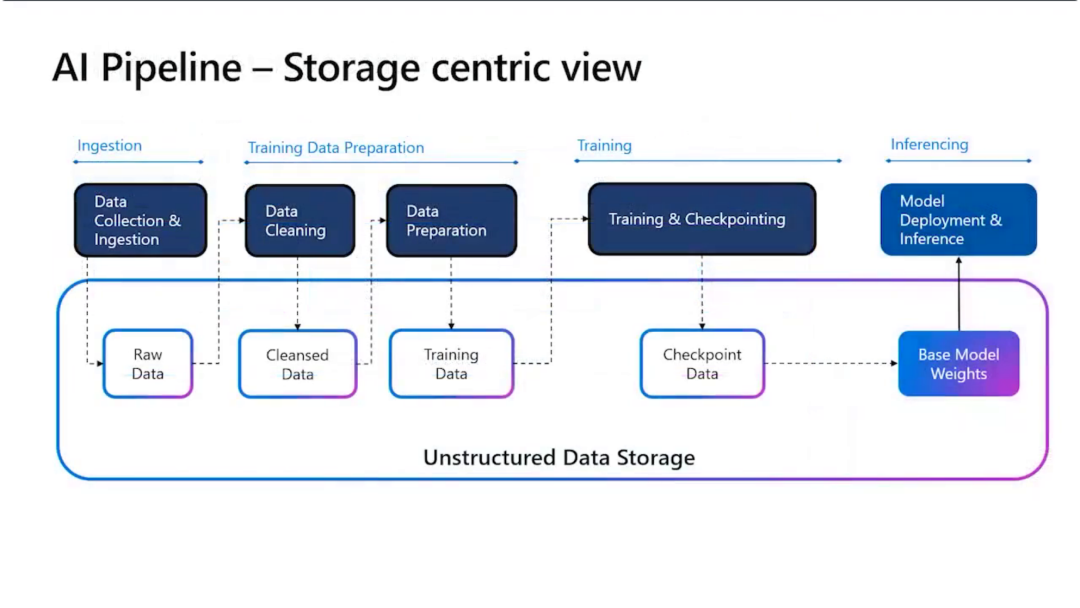 AI Pipeline – Storage centric view
Ingestion
Training Data Preparation
Training
Inferencing
Data
Collection &
Ingestion
Data
Cleaning
Data
Preparation
Training & Checkpointing
Model
Deployment &
Inference
Raw
Data
Cleansed
Data
Training
Data
Checkpoint
Data
Base Model
Weights
Unstructured Data Storage